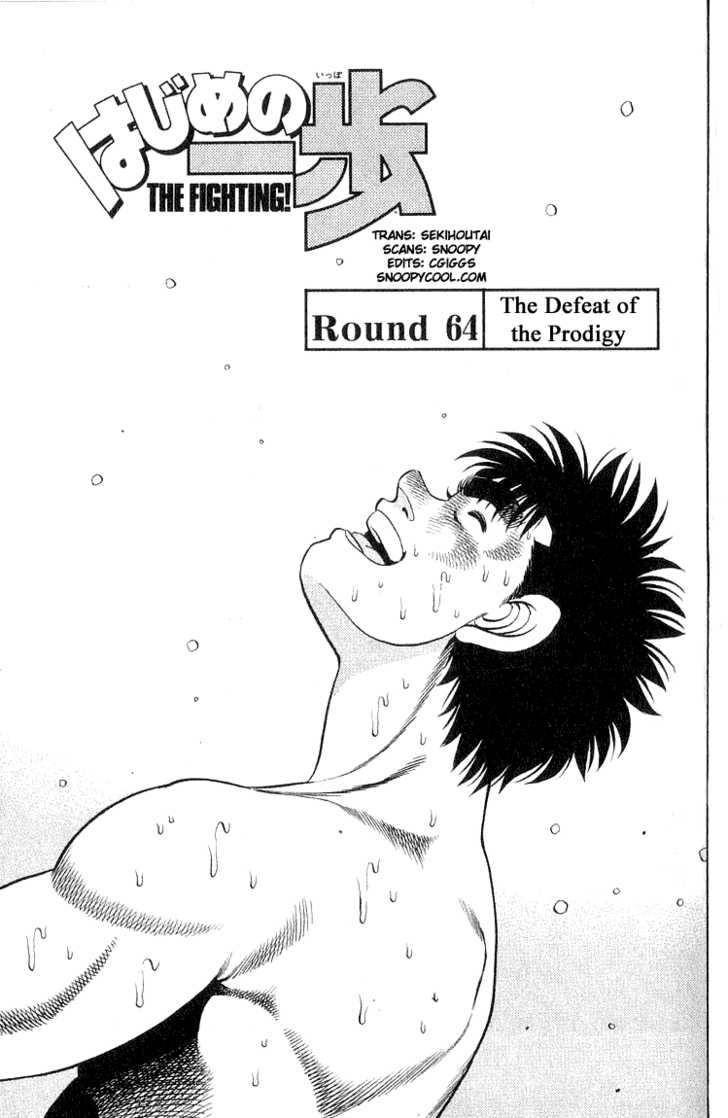 いっぽ
はじめの一歩
THE FIGHTING!
TRANS: SEKIHOUTAI
SCANS: SNOOPY
EDITS: CGIGGS
SNOOPYCOOL.COM
Round 64
The Defeat of
the Prodigy